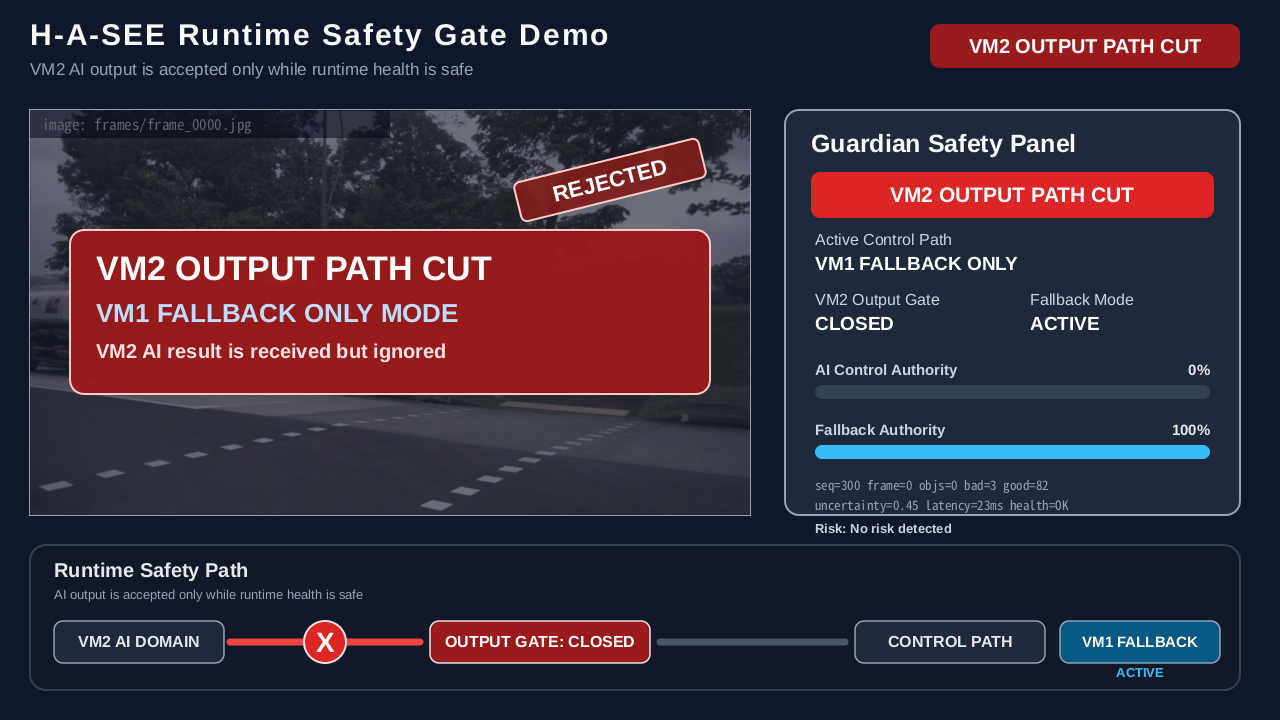 H-A-SEE Runtime Safety Gate Demo
VM2 AI output is accepted only while runtime health is safe
VM2 OUTPUT PATH CUT
image: frames/frame_0000.jpg
REJECTED
VM2 OUTPUT PATH CUT
VM1 FALLBACK ONLY MODE
VM2 AI result is received but ignored
Guardian Safety Panel
VM2 OUTPUT PATH CUT
Active Control Path
VM1 FALLBACK ONLY
VM2 Output Gate
CLOSED
Fallback Mode
ACTIVE
AI Control Authority 0%
Fallback Authority 100%
seq=300 frame=0 objs=0 bad=3 good=82
uncertainty=0.45 latency=23ms health=OK
Risk: No risk detected
Runtime Safety Path
AI output is accepted only while runtime health is safe
VM2 AI DOMAIN
X
OUTPUT GATE: CLOSED
CONTROL PATH
VM1 FALLBACK
ACTIVE